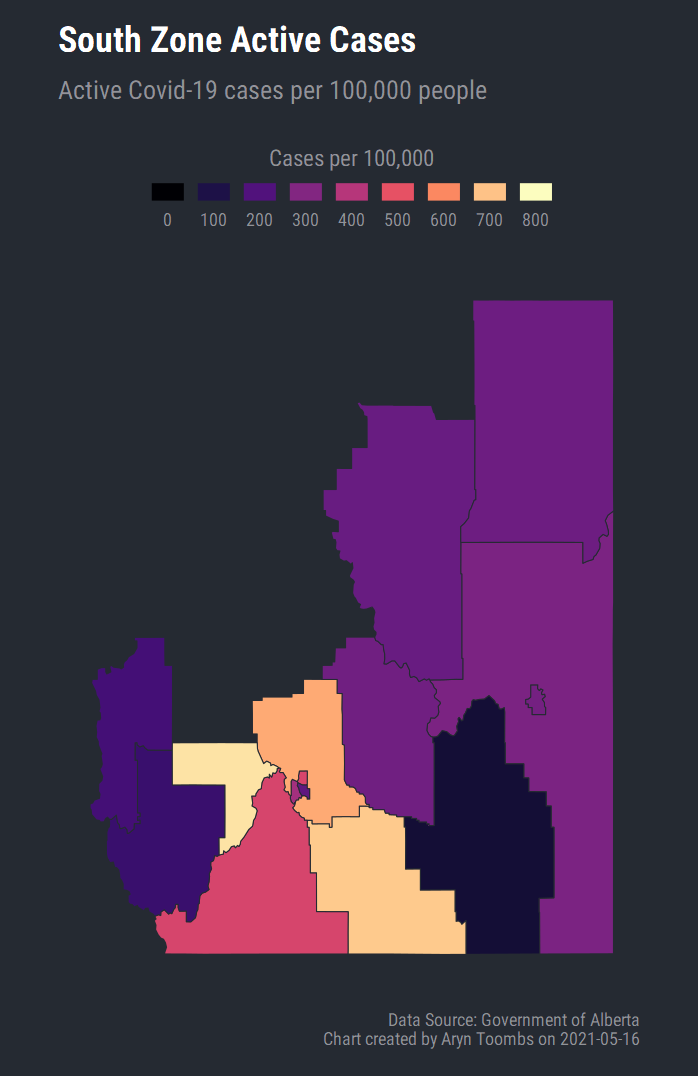 South Zone Active Cases
Active Covid-19 cases per 100,000 people
Cases per 100,000
0 100 200 300 400 500 600 700 800
Data Source: Government of Alberta
Chart created by Aryn Toombs on 2021-05-16